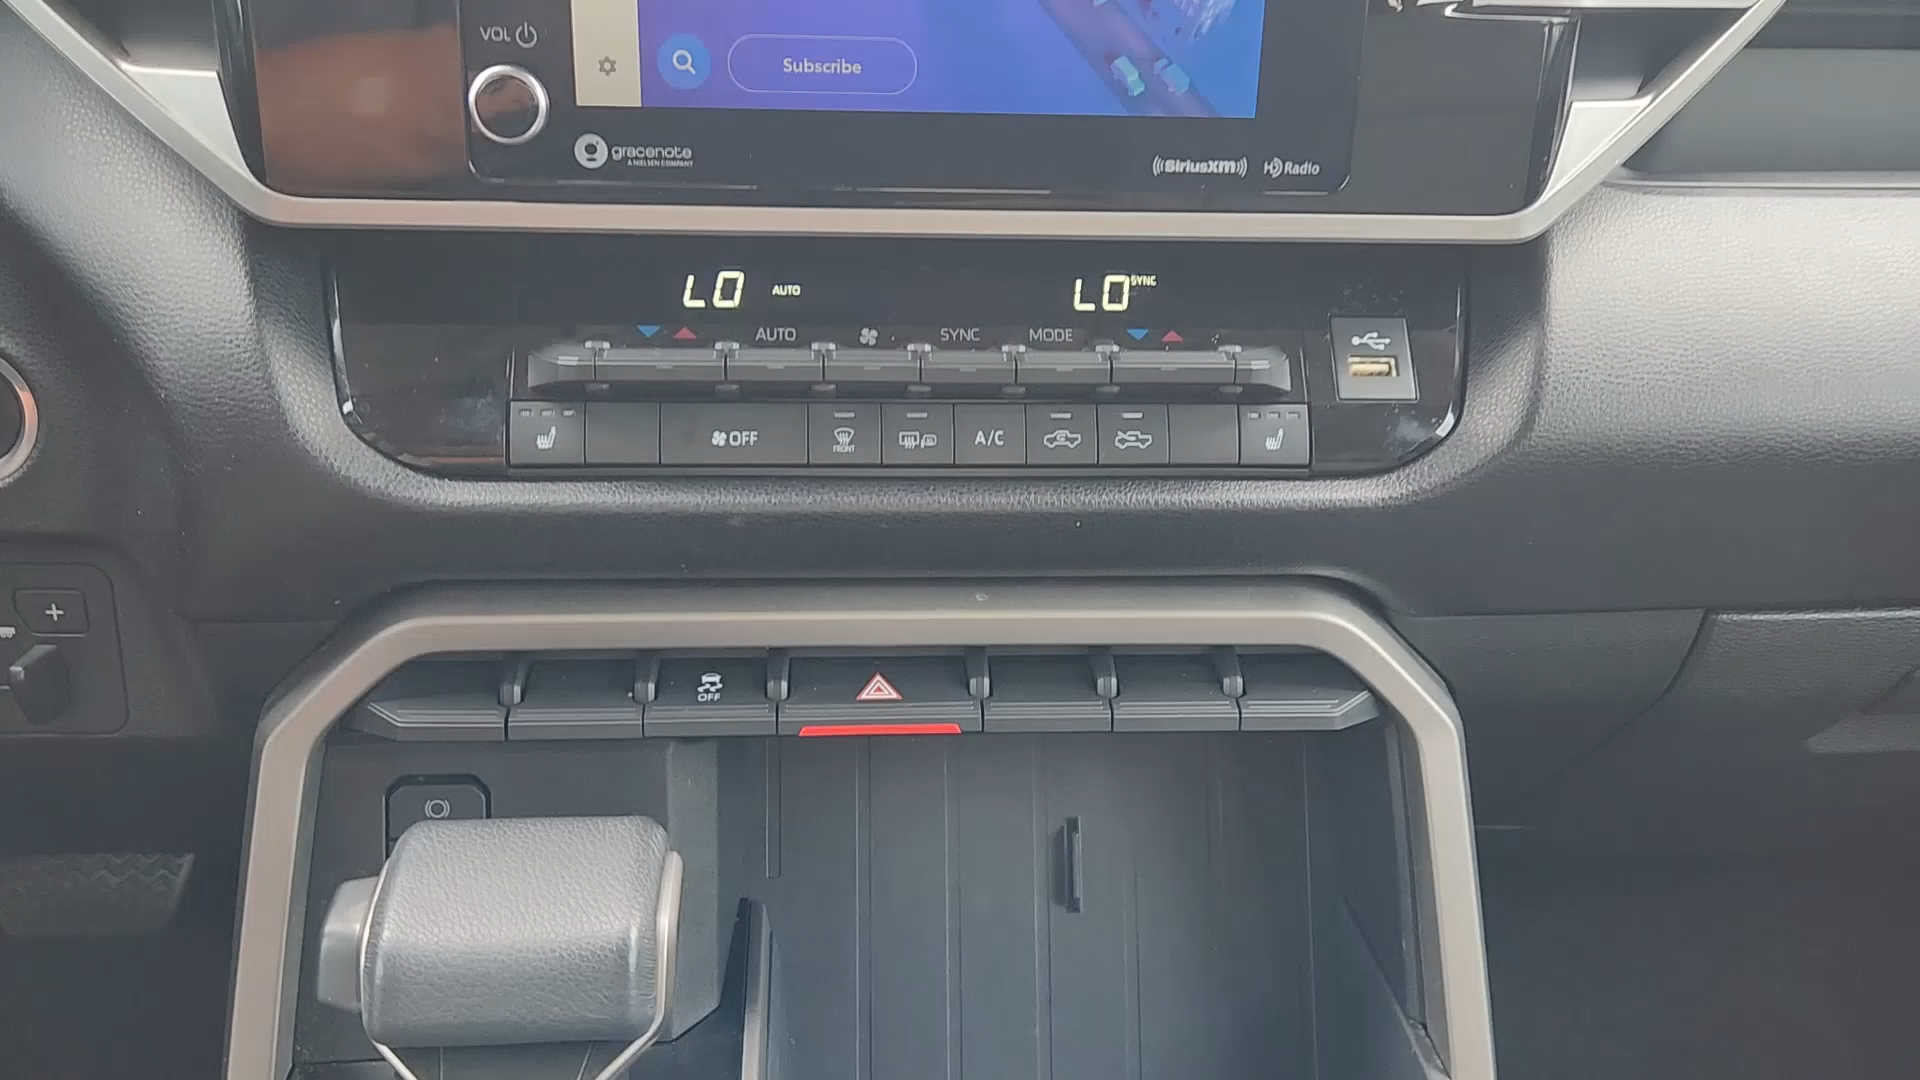 VOL
Subscribe
gracenote
A NIELSEN COMPANY
SiriusXM
HD Radio
LO AUTO
LO SYNC
AUTO
SYNC
MODE
OFF
FRONT
A/C
+
OFF